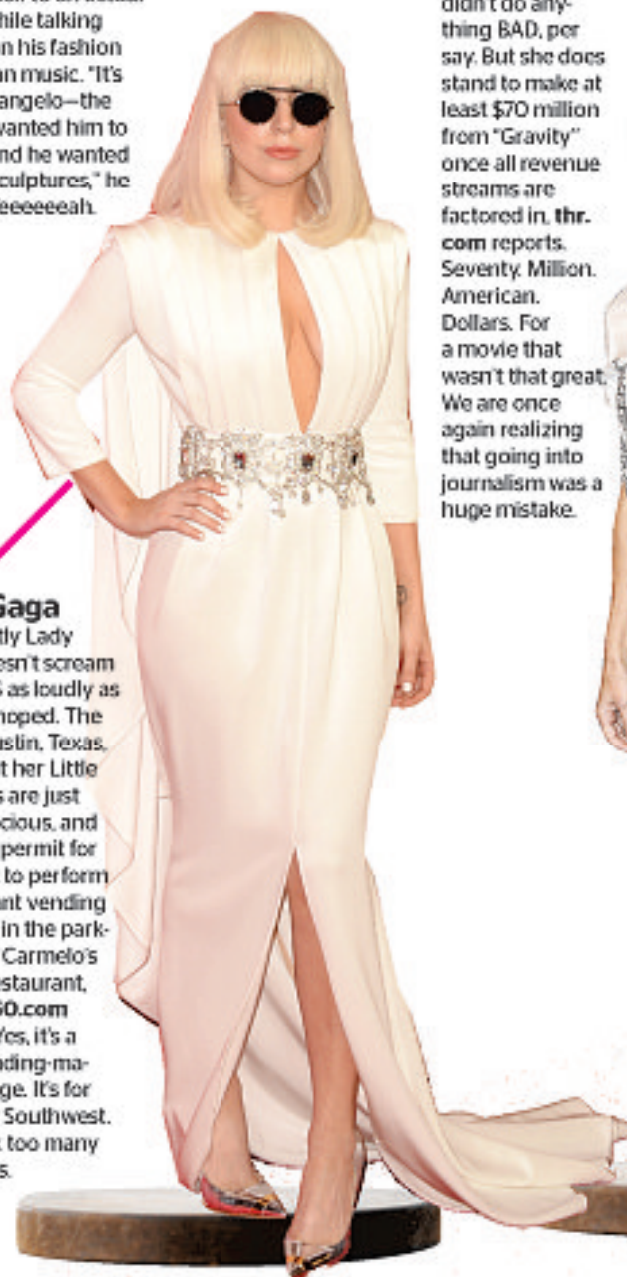 hile talking
n his fashion
an music. "It's
angelo—the
wanted him to
nd he wanted
culptures," he
eeeeeeah.
didn't do any-
thing BAD, per
say. But she does
stand to make at
least $70 million
from "Gravity"
once all revenue
streams are
factored in, thr.
com reports.
Seventy. Million.
American.
Dollars. For
a movie that
wasn't that great.
We are once
again realizing
that going into
journalism was a
huge mistake.
Gaga
tly Lady
esn't scream
as loudly as
hoped. The
ustin, Texas,
t her Little
s are just
cious, and
permit for
to perform
ant vending
in the park-
Carmelo's
estaurant,
0.com
Yes, it's a
nding-ma-
ge. It's for
Southwest.
t too many
s.